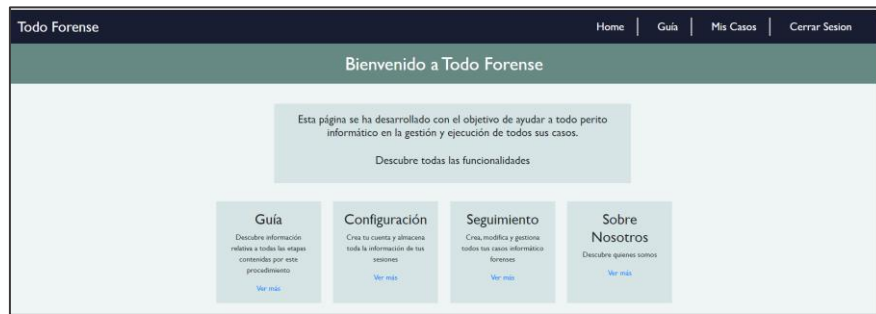 Todo Forense
Home
Guía
Mis Casos
Cerrar Sesion
Bienvenido a Todo Forense
Esta página se ha desarrollado con el objetivo de ayudar a todo perito
informático en la gestión y ejecución de todos sus casos.
Descubre todas las funcionalidades
Guía
Descubre información
relativa a todas las etapas
contenidas por este
procedimiento
Ver más
Configuración
Crea tu cuenta y almacena
toda la información de tus
sesiones
Ver más
Seguimiento
Crea, modifica y gestiona
todos tus casos informático
forenses
Ver más
Sobre
Nosotros
Descubre quienes somos
Ver más